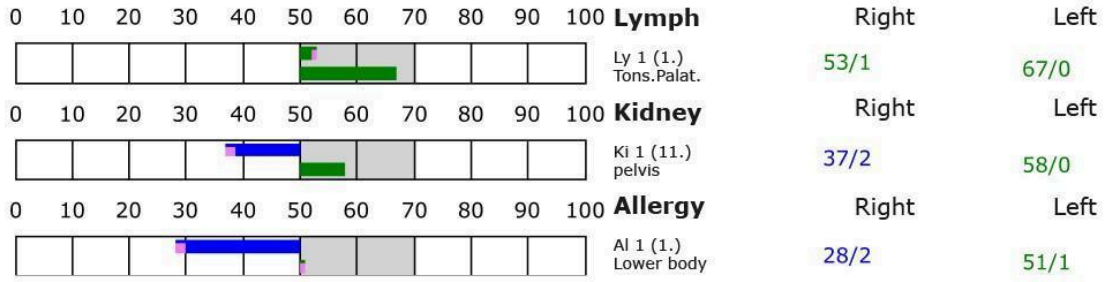 0 10 20 30 40 50 60 70 80 90 100 Lymph Right Left
Ly 1 (1.)
Tons.Palat.
53/1 67/0
0 10 20 30 40 50 60 70 80 90 100 Kidney Right Left
Ki 1 (11.)
pelvis
37/2 58/0
0 10 20 30 40 50 60 70 80 90 100 Allergy Right Left
Al 1 (1.)
Lower body
28/2 51/1